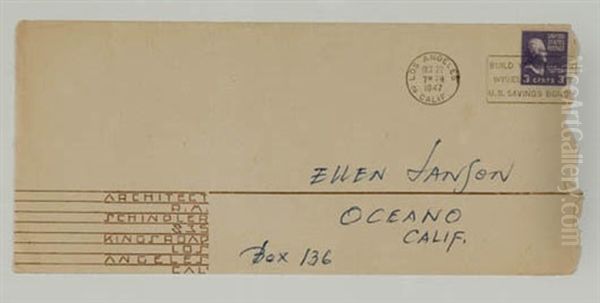 LOS ANGELES
1947
CALIF.
BUILD
U.S. SAVINGS BONDS
UNITED STATES POSTAGE
3 CENTS 3
ELLEN JANSON
OCEANO
CALIF.
Box 136
ARCHITECT
R. M.
SCHINDLER
835
KINGS ROAD
LOS
ANGELES
CAL